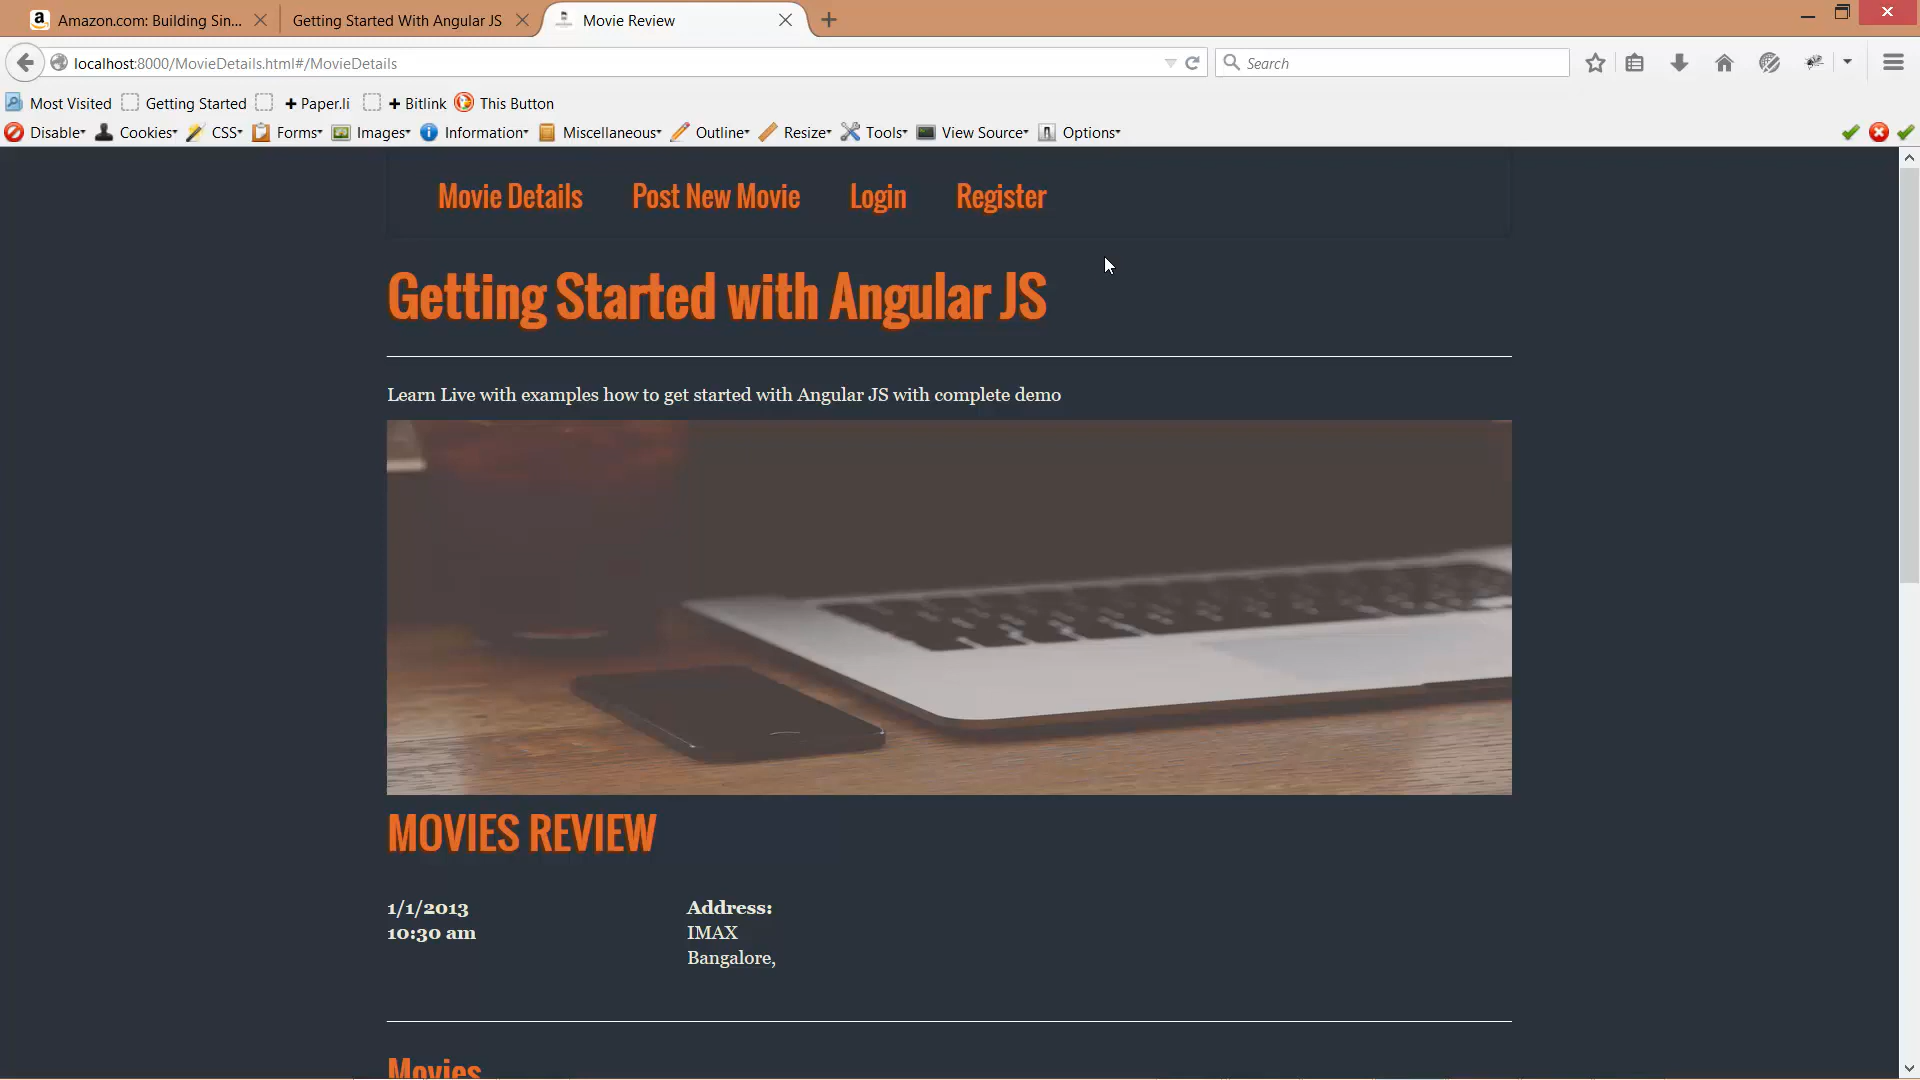 Amazon.com: Building Sin...
Getting Started With Angular JS
Movie Review
localhost:8000/MovieDetails.html#/MovieDetails
Search
Most Visited
Getting Started
+ Paper.li
+ Bitlink
This Button
Disable
Cookies
CSS
Forms
Images
Information
Miscellaneous
Outline
Resize
Tools
View Source
Options
Movie Details
Post New Movie
Login
Register
Getting Started with Angular JS
Learn Live with examples how to get started with Angular JS with complete demo
MOVIES REVIEW
1/1/2013
10:30 am
Address:
IMAX
Bangalore,
Movies